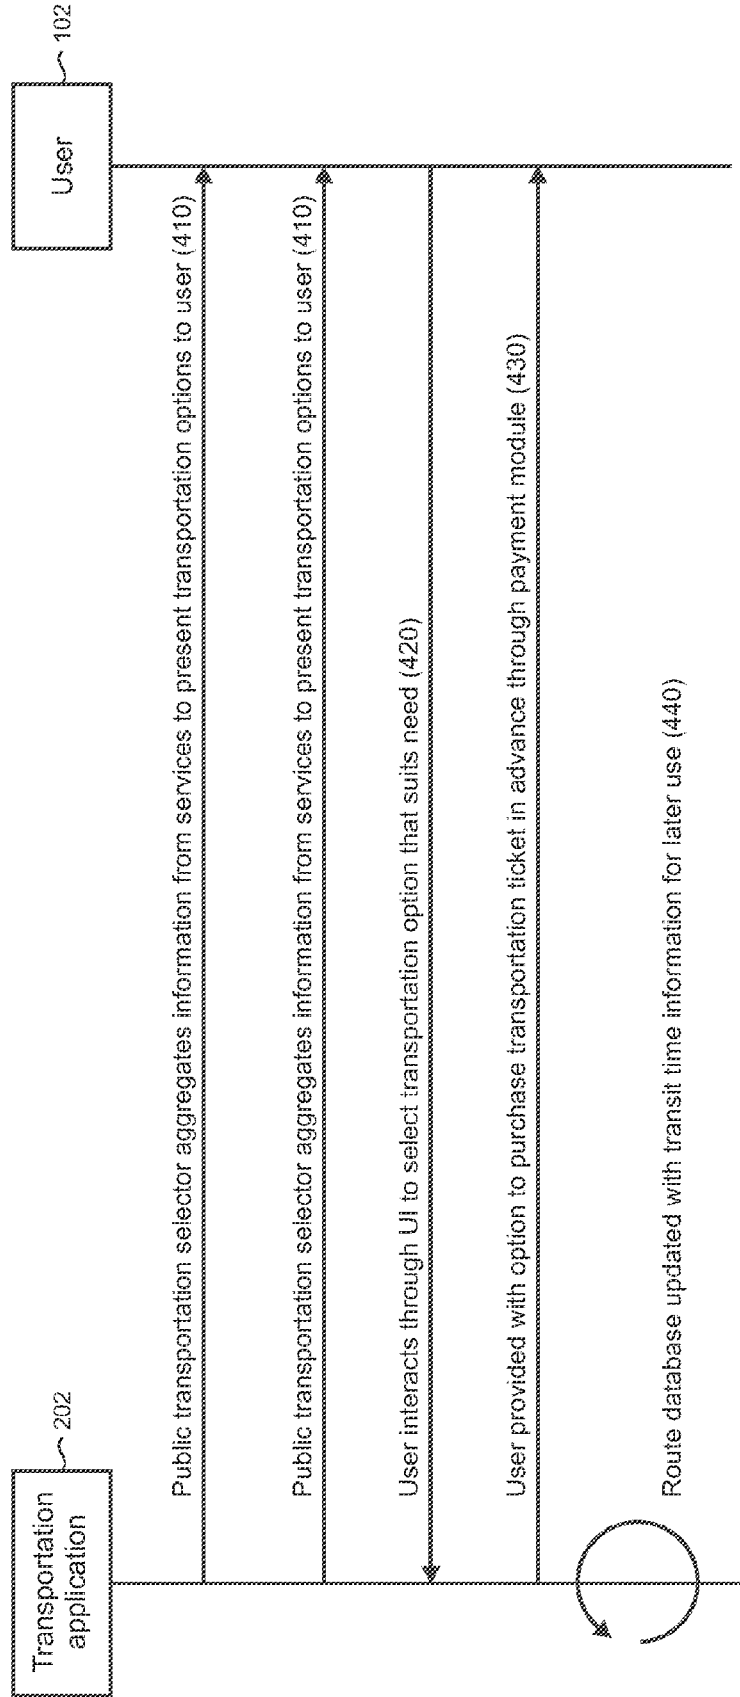 Transportation
application
202
User
102
Public transportation selector aggregates information from services to present transportation options to user (410)
Public transportation selector aggregates information from services to present transportation options to user (410)
User interacts through UI to select transportation option that suits need (420)
User provided with option to purchase transportation ticket in advance through payment module (430)
Route database updated with transit time information for later use (440)